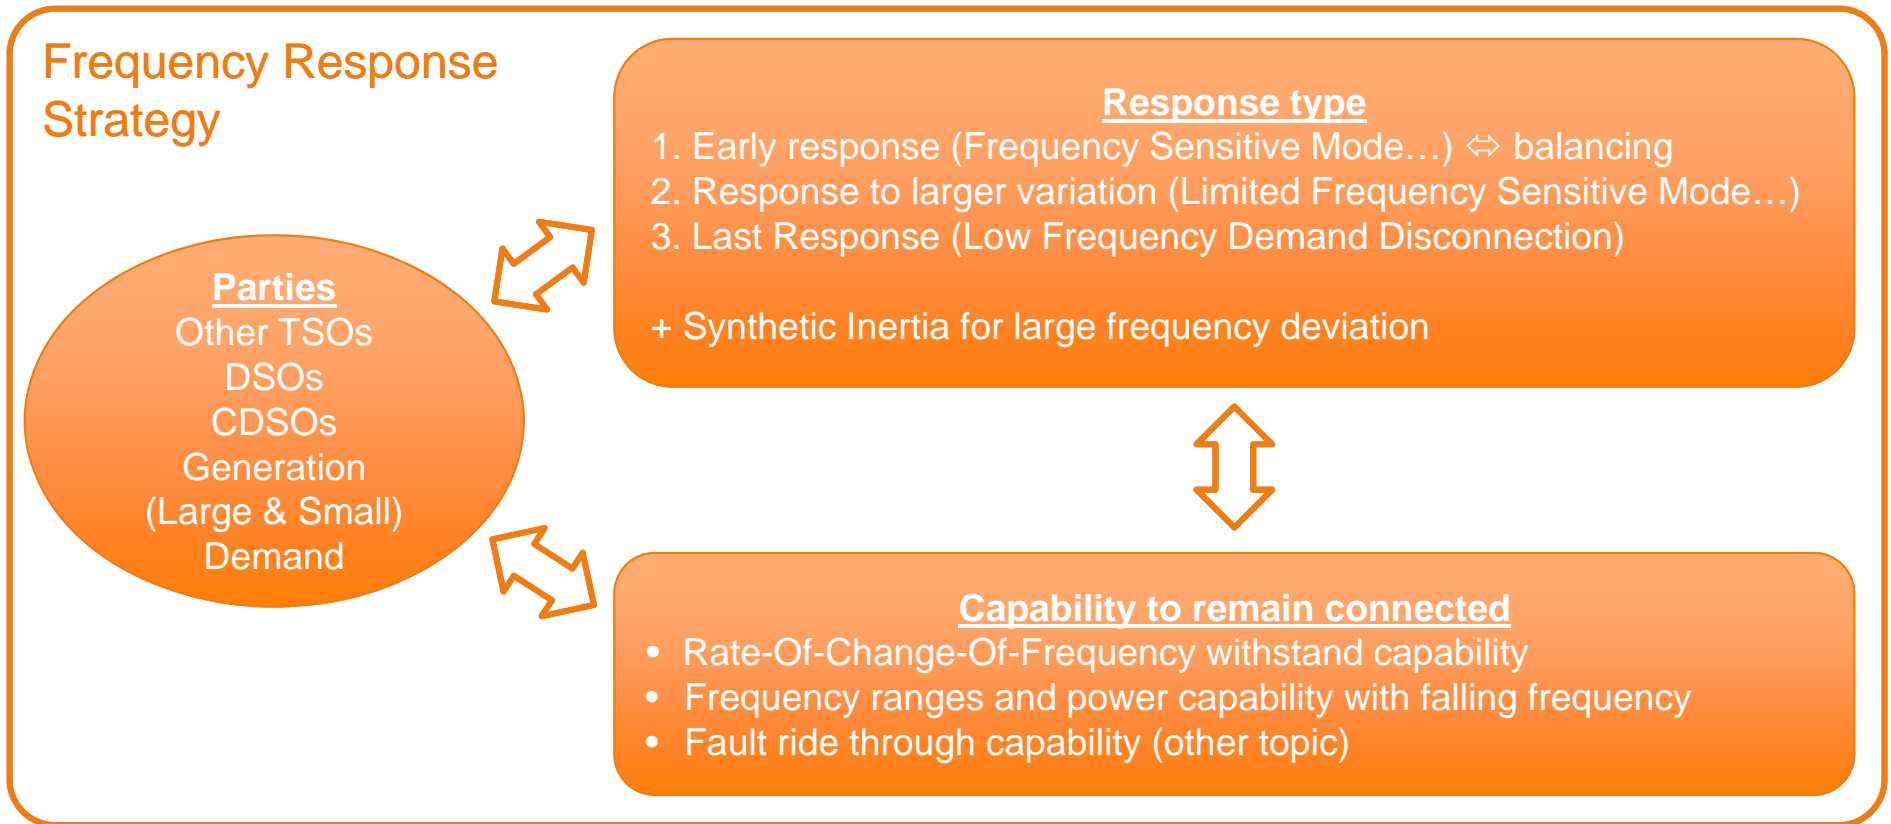 Frequency Response
Strategy
Parties
Other TSOs
DSOs
CDSOs
Generation
(Large & Small)
Demand
Response type
1. Early response (Frequency Sensitive Mode…) ⇔ balancing
2. Response to larger variation (Limited Frequency Sensitive Mode…)
3. Last Response (Low Frequency Demand Disconnection)
+ Synthetic Inertia for large frequency deviation
Capability to remain connected
• Rate-Of-Change-Of-Frequency withstand capability
• Frequency ranges and power capability with falling frequency
• Fault ride through capability (other topic)